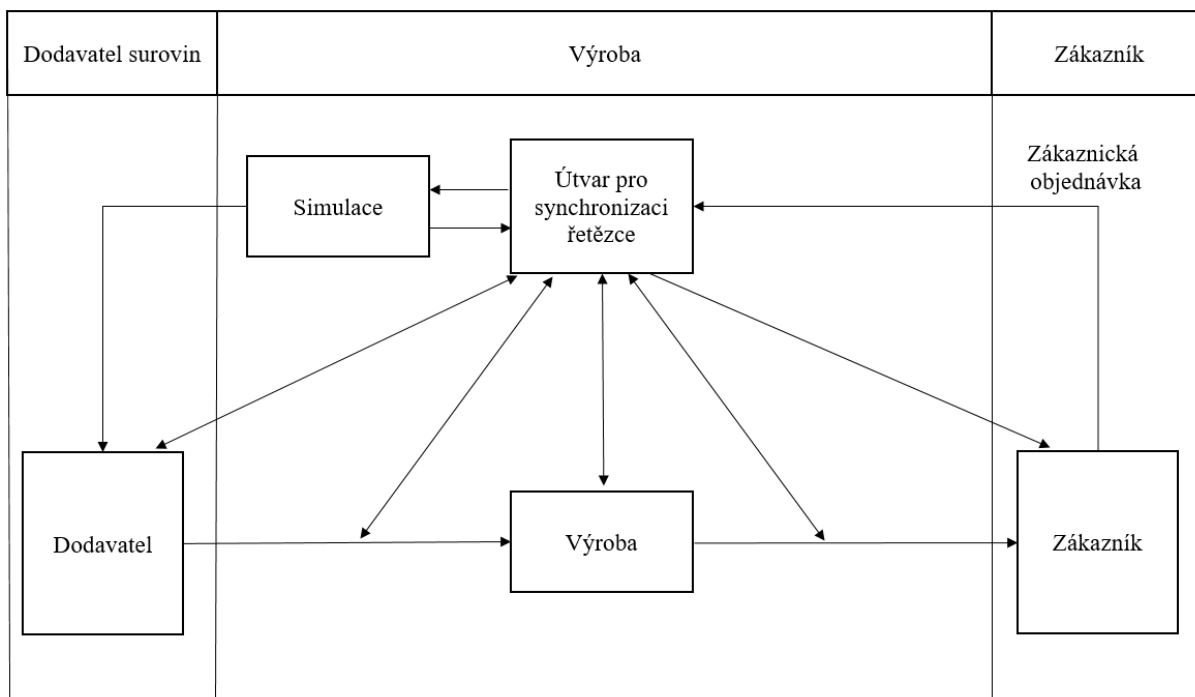 Dodavatel surovin
Výroba
Zákazník
Zákaznická
objednávka
Simulace
Útvar pro
synchronizaci
řetězce
Dodavatel
Výroba
Zákazník